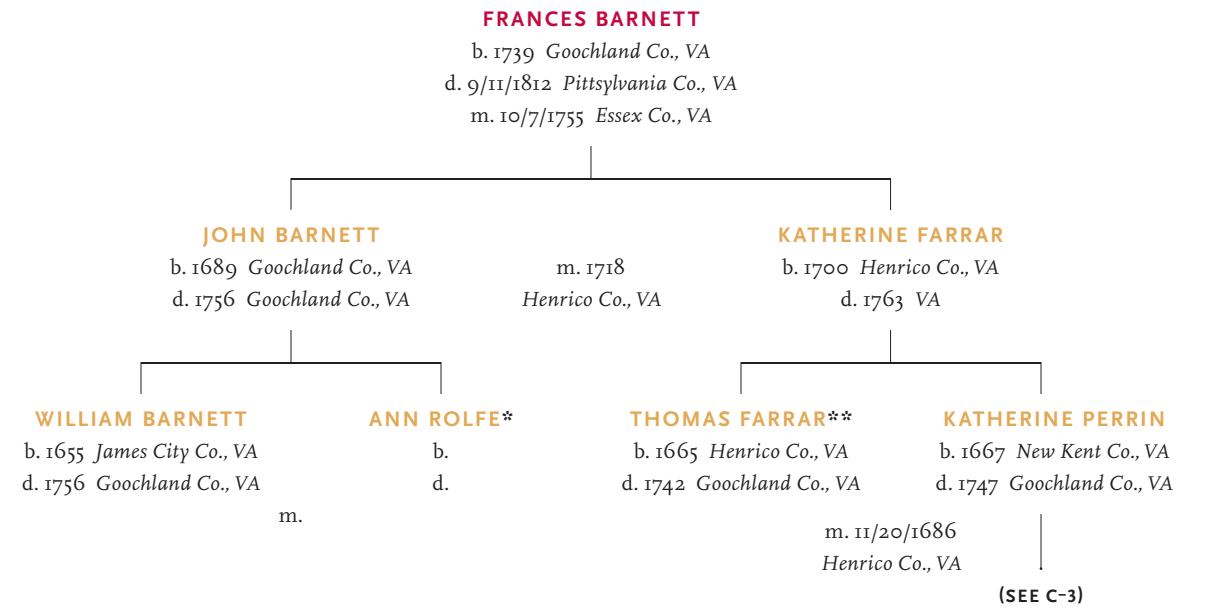 FRANCES BARNETT
b. 1739 Goochland Co., VA
d. 9/11/1812 Pittsylvania Co., VA
m. 10/7/1755 Essex Co., VA
JOHN BARNETT
b. 1689 Goochland Co., VA
d. 1756 Goochland Co., VA
m. 1718
Henrico Co., VA
KATHERINE FARRAR
b. 1700 Henrico Co., VA
d. 1763 VA
WILLIAM BARNETT
b. 1655 James City Co., VA
d. 1756 Goochland Co., VA
ANN ROLFE*
b.
d.
m.
THOMAS FARRAR**
b. 1665 Henrico Co., VA
d. 1742 Goochland Co., VA
KATHERINE PERRIN
b. 1667 New Kent Co., VA
d. 1747 Goochland Co., VA
m. 11/20/1686
Henrico Co., VA
(SEE C-3)